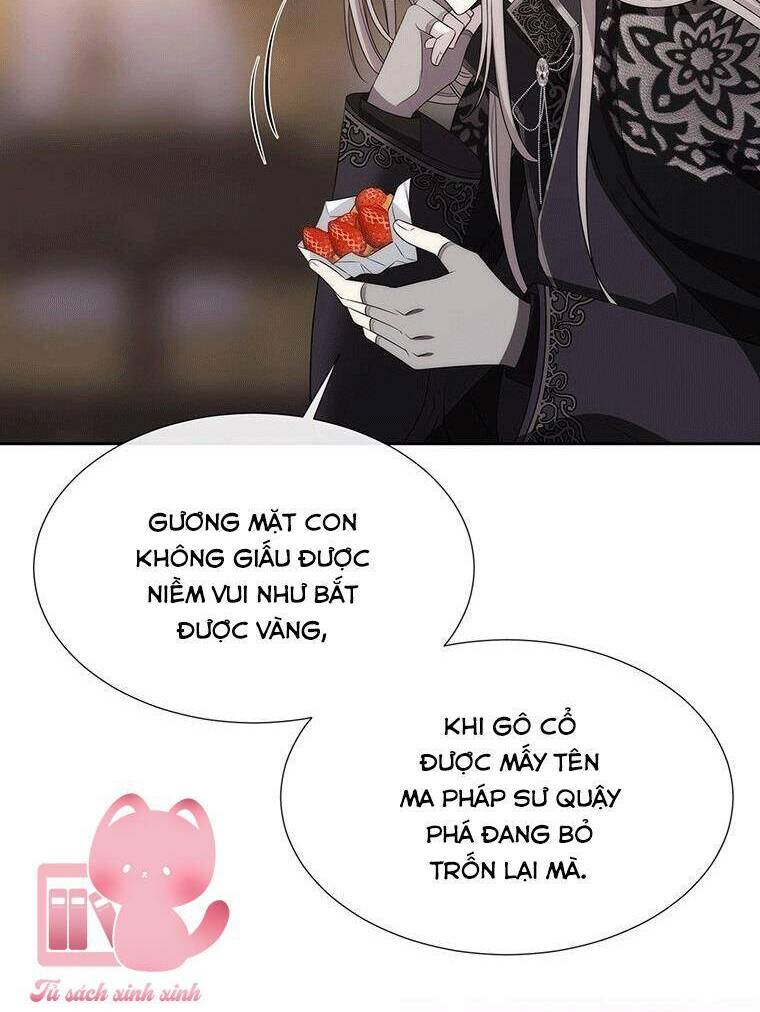 GƯƠNG MẶT CON
KHÔNG GIẤU ĐƯỢC
NIỀM VUI NHƯ BẮT
ĐƯỢC VÀNG,
KHI GÔ CỔ
ĐƯỢC MẤY TÊN
MA PHÁP SƯ QUẬY
PHÁ ĐANG BỎ
TRỐN LẠI MÀ.
Tủ sách xinh xinh